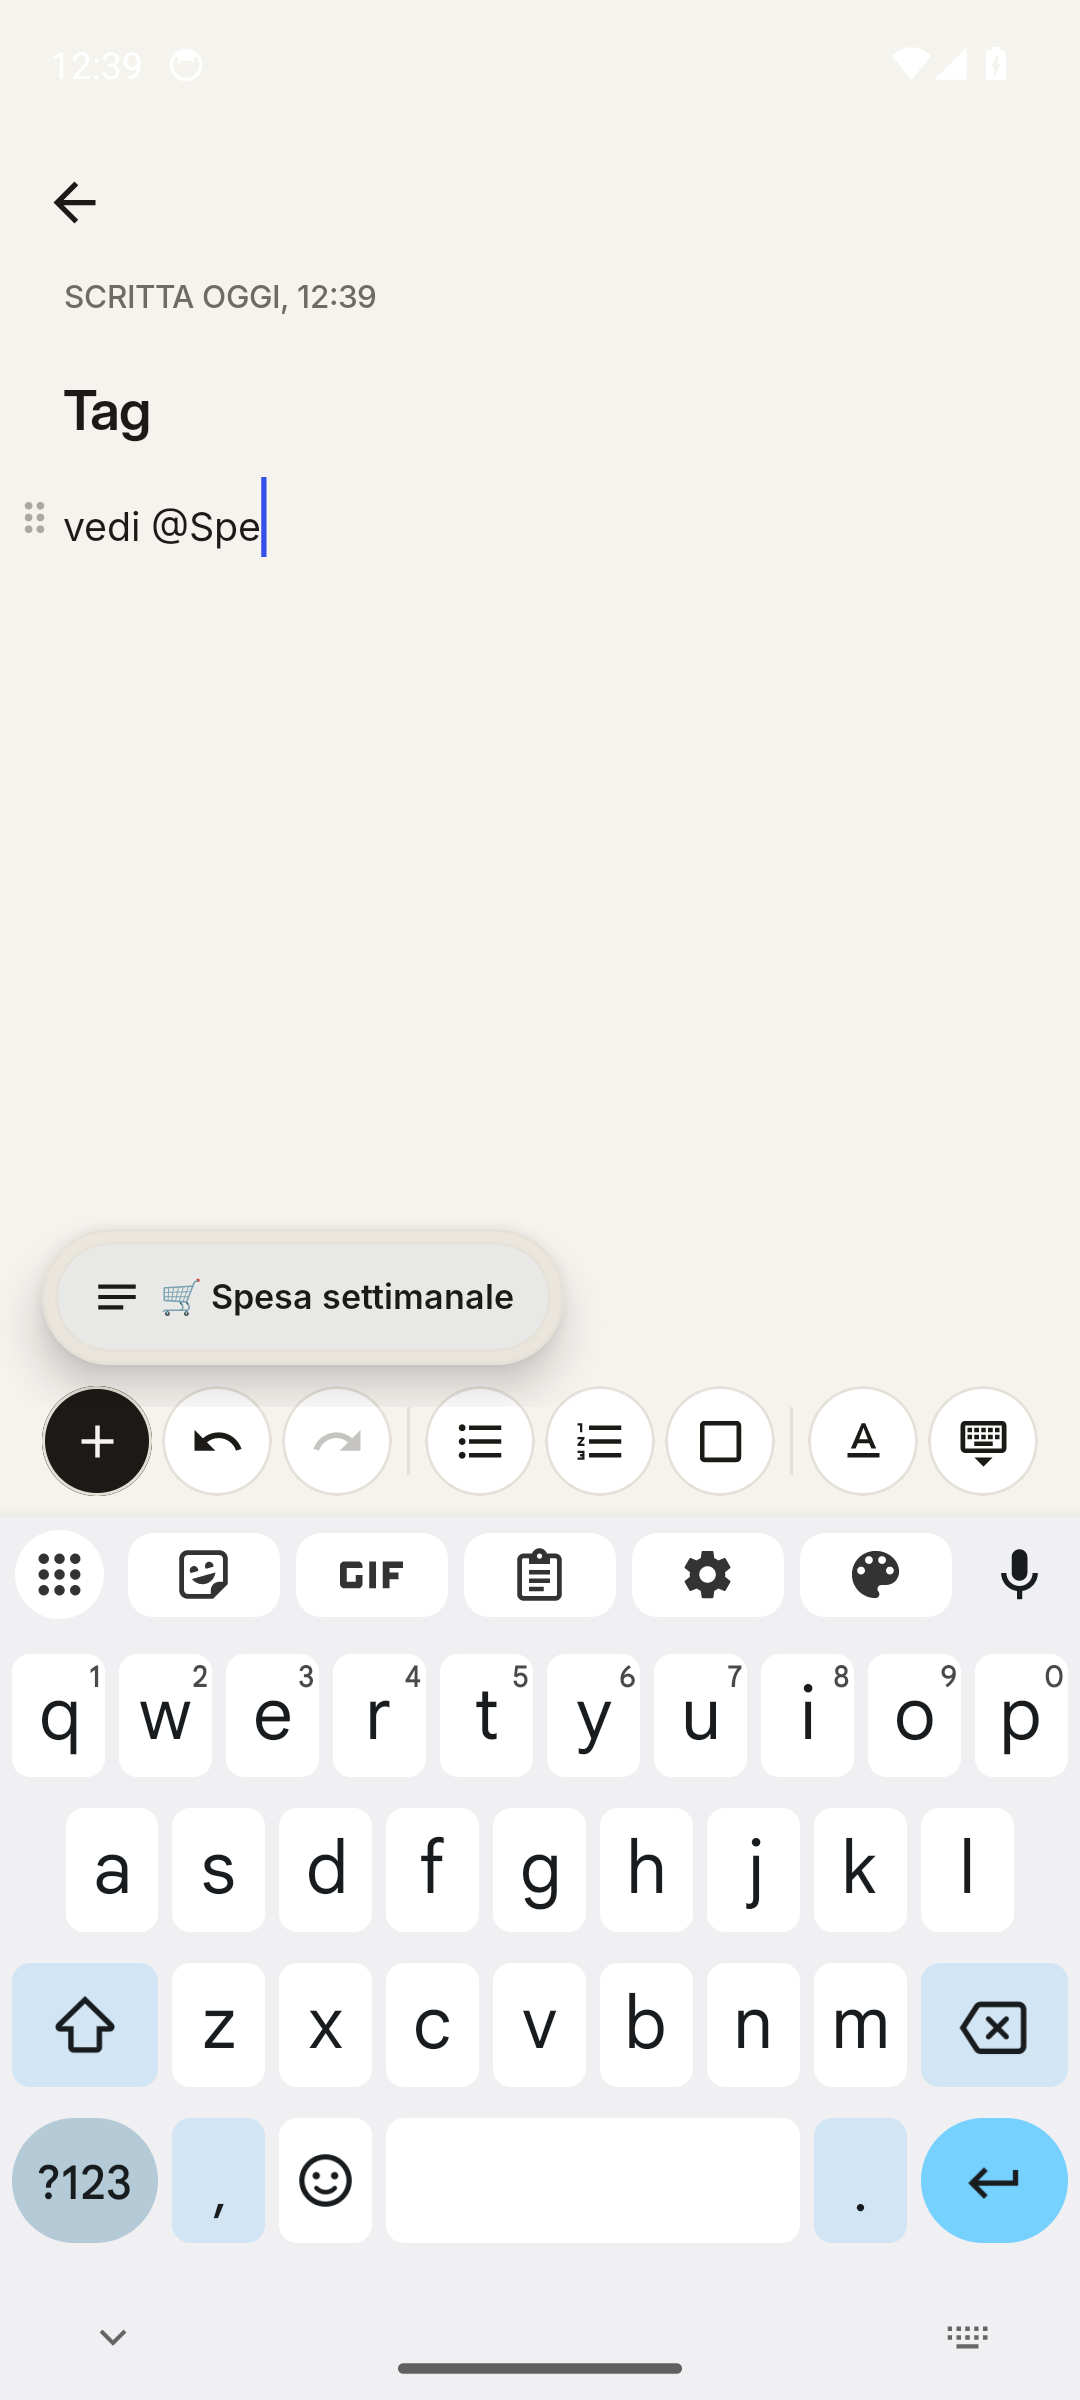 12:39
SCRITTA OGGI, 12:39
Tag
vedi @Spe
🛒 Spesa settimanale
GIF
q1 w2 e3 r4 t5 y6 u7 i8 o9 p0
a s d f g h j k l
z x c v b n m
?123 , .